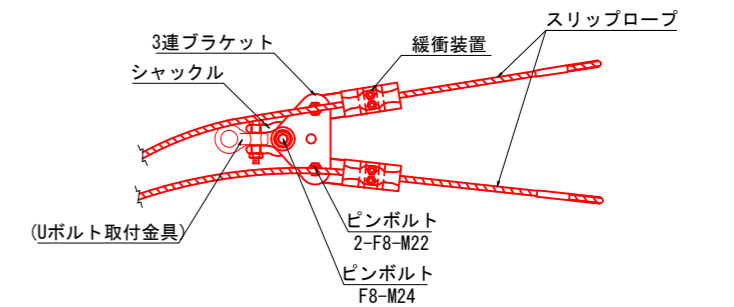 スリップロープ
3連ブラケット
緩衝装置
シャックル
(Uボルト取付金具)
ピンボルト
2-F8-M22
ピンボルト
F8-M24